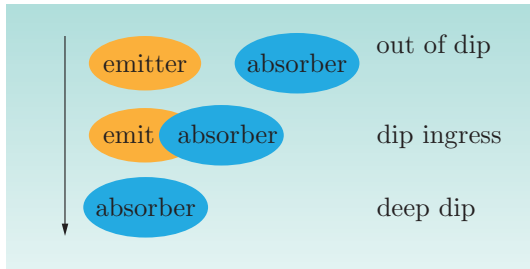 emitter absorber out of dip
emit absorber dip ingress
absorber deep dip